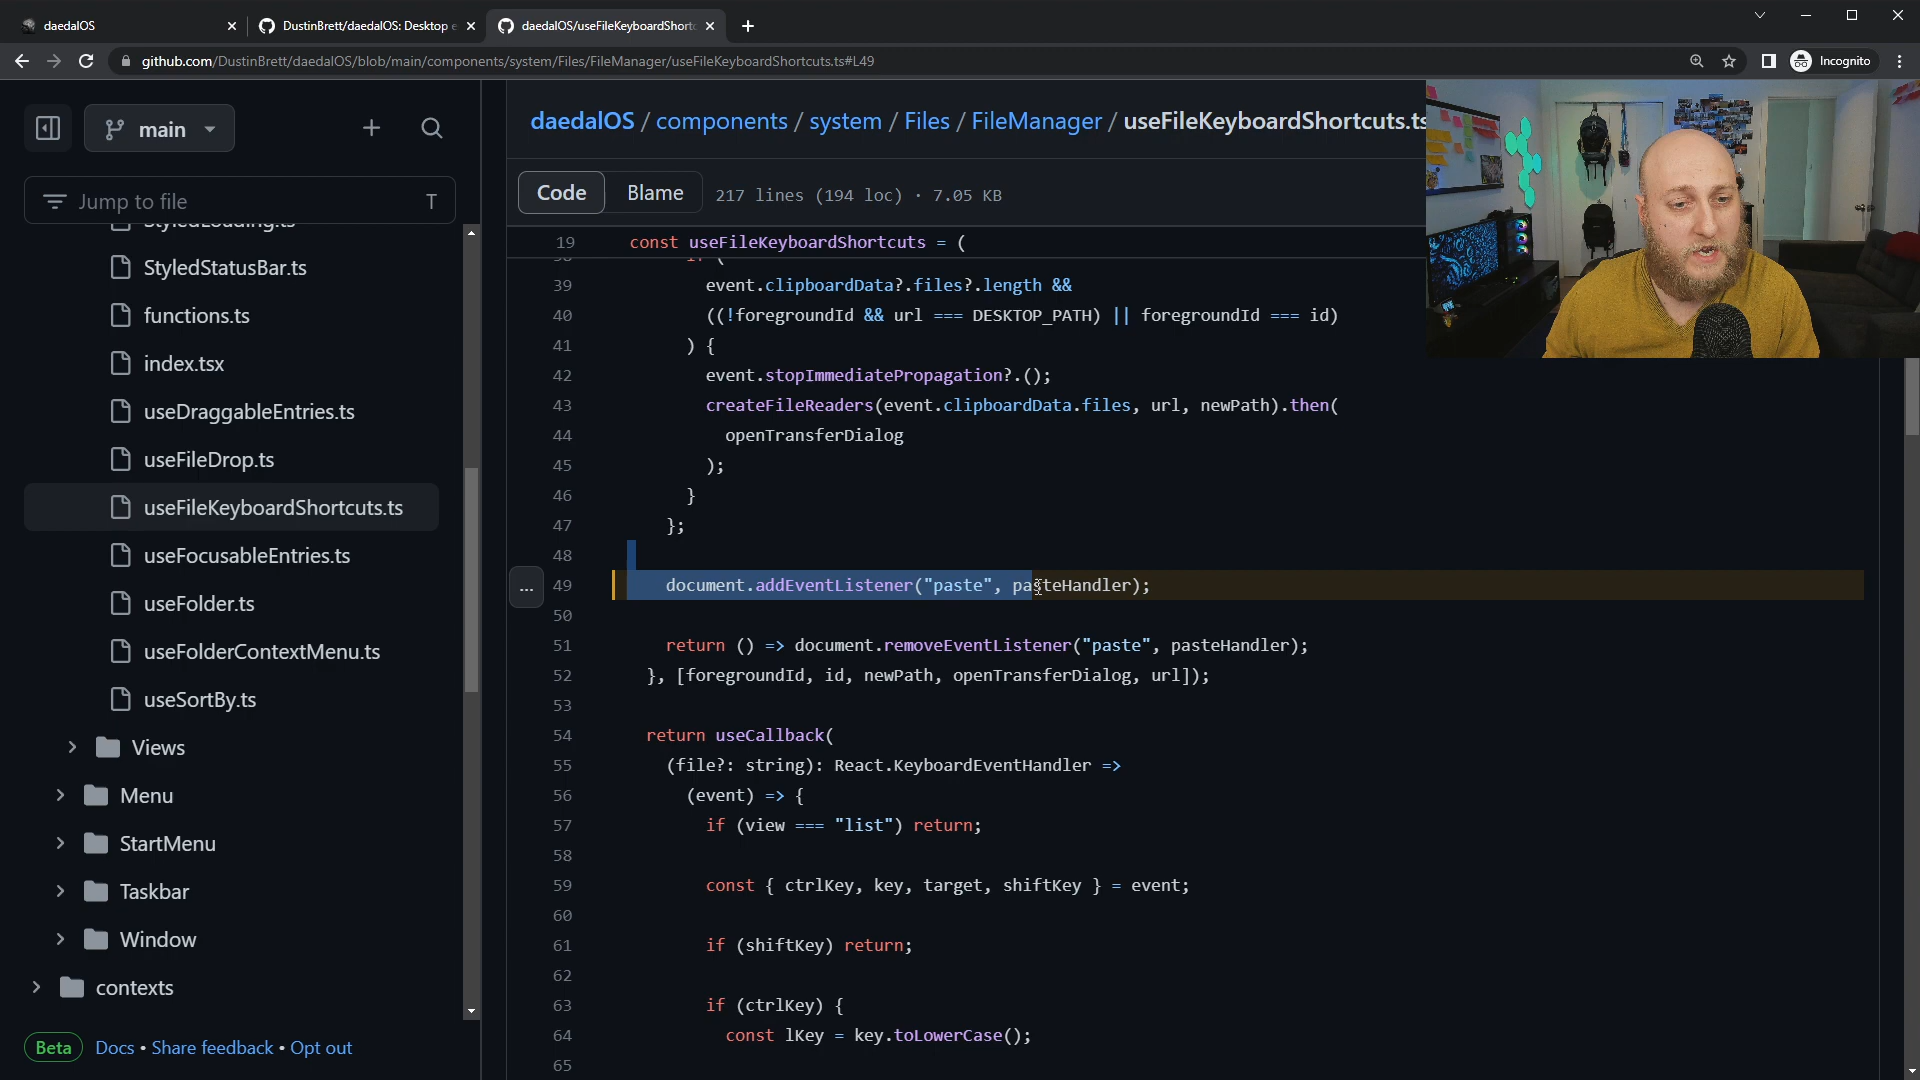 daedalOS
DustinBrett/daedalOS: Desktop e
daedalOS/useFileKeyboardShort
github.com/DustinBrett/daedalOS/blob/main/components/system/Files/FileManager/useFileKeyboardShortcuts.ts#L49
Incognito
main
Jump to file
T
StyledLoading.ts
StyledStatusBar.ts
functions.ts
index.tsx
useDraggableEntries.ts
useFileDrop.ts
useFileKeyboardShortcuts.ts
useFocusableEntries.ts
useFolder.ts
useFolderContextMenu.ts
useSortBy.ts
Views
Menu
StartMenu
Taskbar
Window
contexts
Beta Docs • Share feedback • Opt out
daedalOS / components / system / Files / FileManager / useFileKeyboardShortcuts.ts
Code Blame 217 lines (194 loc) · 7.05 KB
19 const useFileKeyboardShortcuts = (
38 if (
39 event.clipboardData?.files?.length &&
40 ((!foregroundId && url === DESKTOP_PATH) || foregroundId === id)
41 ) {
42 event.stopImmediatePropagation?.();
43 createFileReaders(event.clipboardData.files, url, newPath).then(
44 openTransferDialog
45 );
46 }
47 };
48
49 document.addEventListener("paste", pasteHandler);
50
51 return () => document.removeEventListener("paste", pasteHandler);
52 }, [foregroundId, id, newPath, openTransferDialog, url]);
53
54 return useCallback(
55 (file?: string): React.KeyboardEventHandler =>
56 (event) => {
57 if (view === "list") return;
58
59 const { ctrlKey, key, target, shiftKey } = event;
60
61 if (shiftKey) return;
62
63 if (ctrlKey) {
64 const lKey = key.toLowerCase();
65